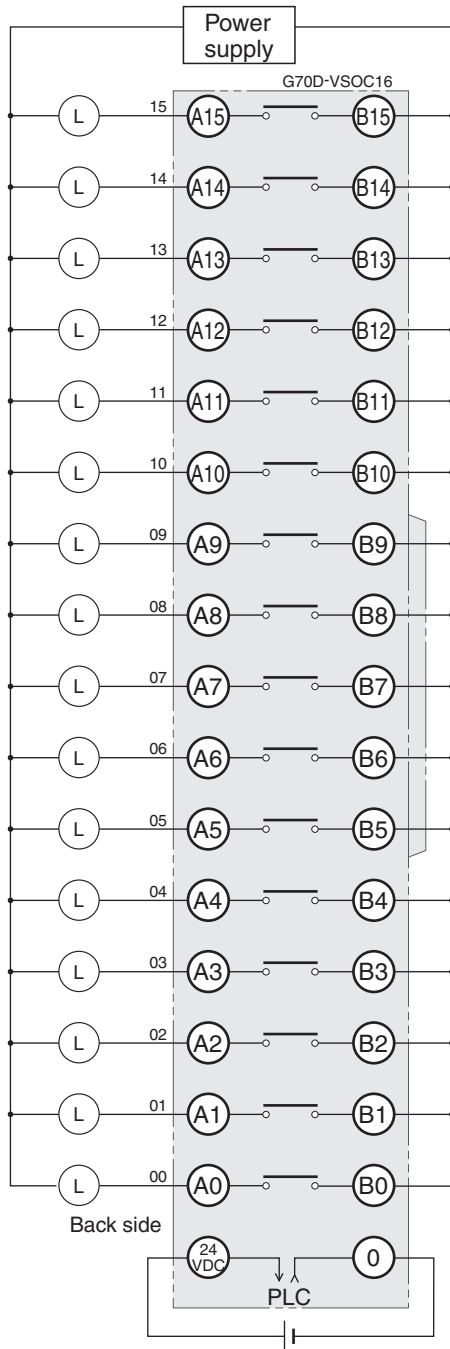 Power
supply
G70D-VSOC16
L 15 A15 B15
L 14 A14 B14
L 13 A13 B13
L 12 A12 B12
L 11 A11 B11
L 10 A10 B10
L 09 A9 B9
L 08 A8 B8
L 07 A7 B7
L 06 A6 B6
L 05 A5 B5
L 04 A4 B4
L 03 A3 B3
L 02 A2 B2
L 01 A1 B1
L 00 A0 B0
Back side
24
VDC
0
PLC